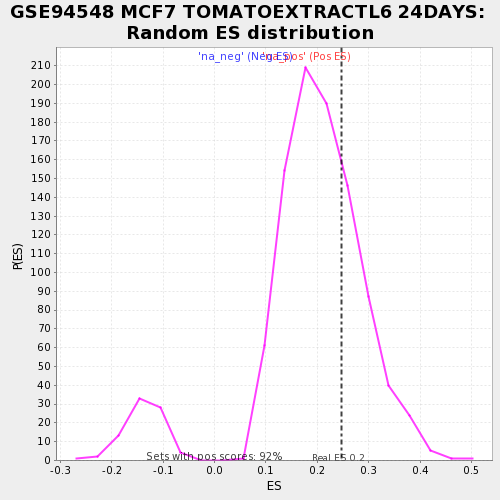 GSE94548 MCF7 TOMATOEXTRACTL6 24DAYS:
Random ES distribution
'na_neg' (Neg ES) 'na_pos' (Pos ES)
210
200
190
180
170
160
150
140
130
120
110
100
90
80
70
60
50
40
30
20
10
0
P(ES)
Sets with pos scores: 92%
Real ES 0.2
-0.3 -0.2 -0.1 0.0 0.1 0.2 0.3 0.4 0.5
ES